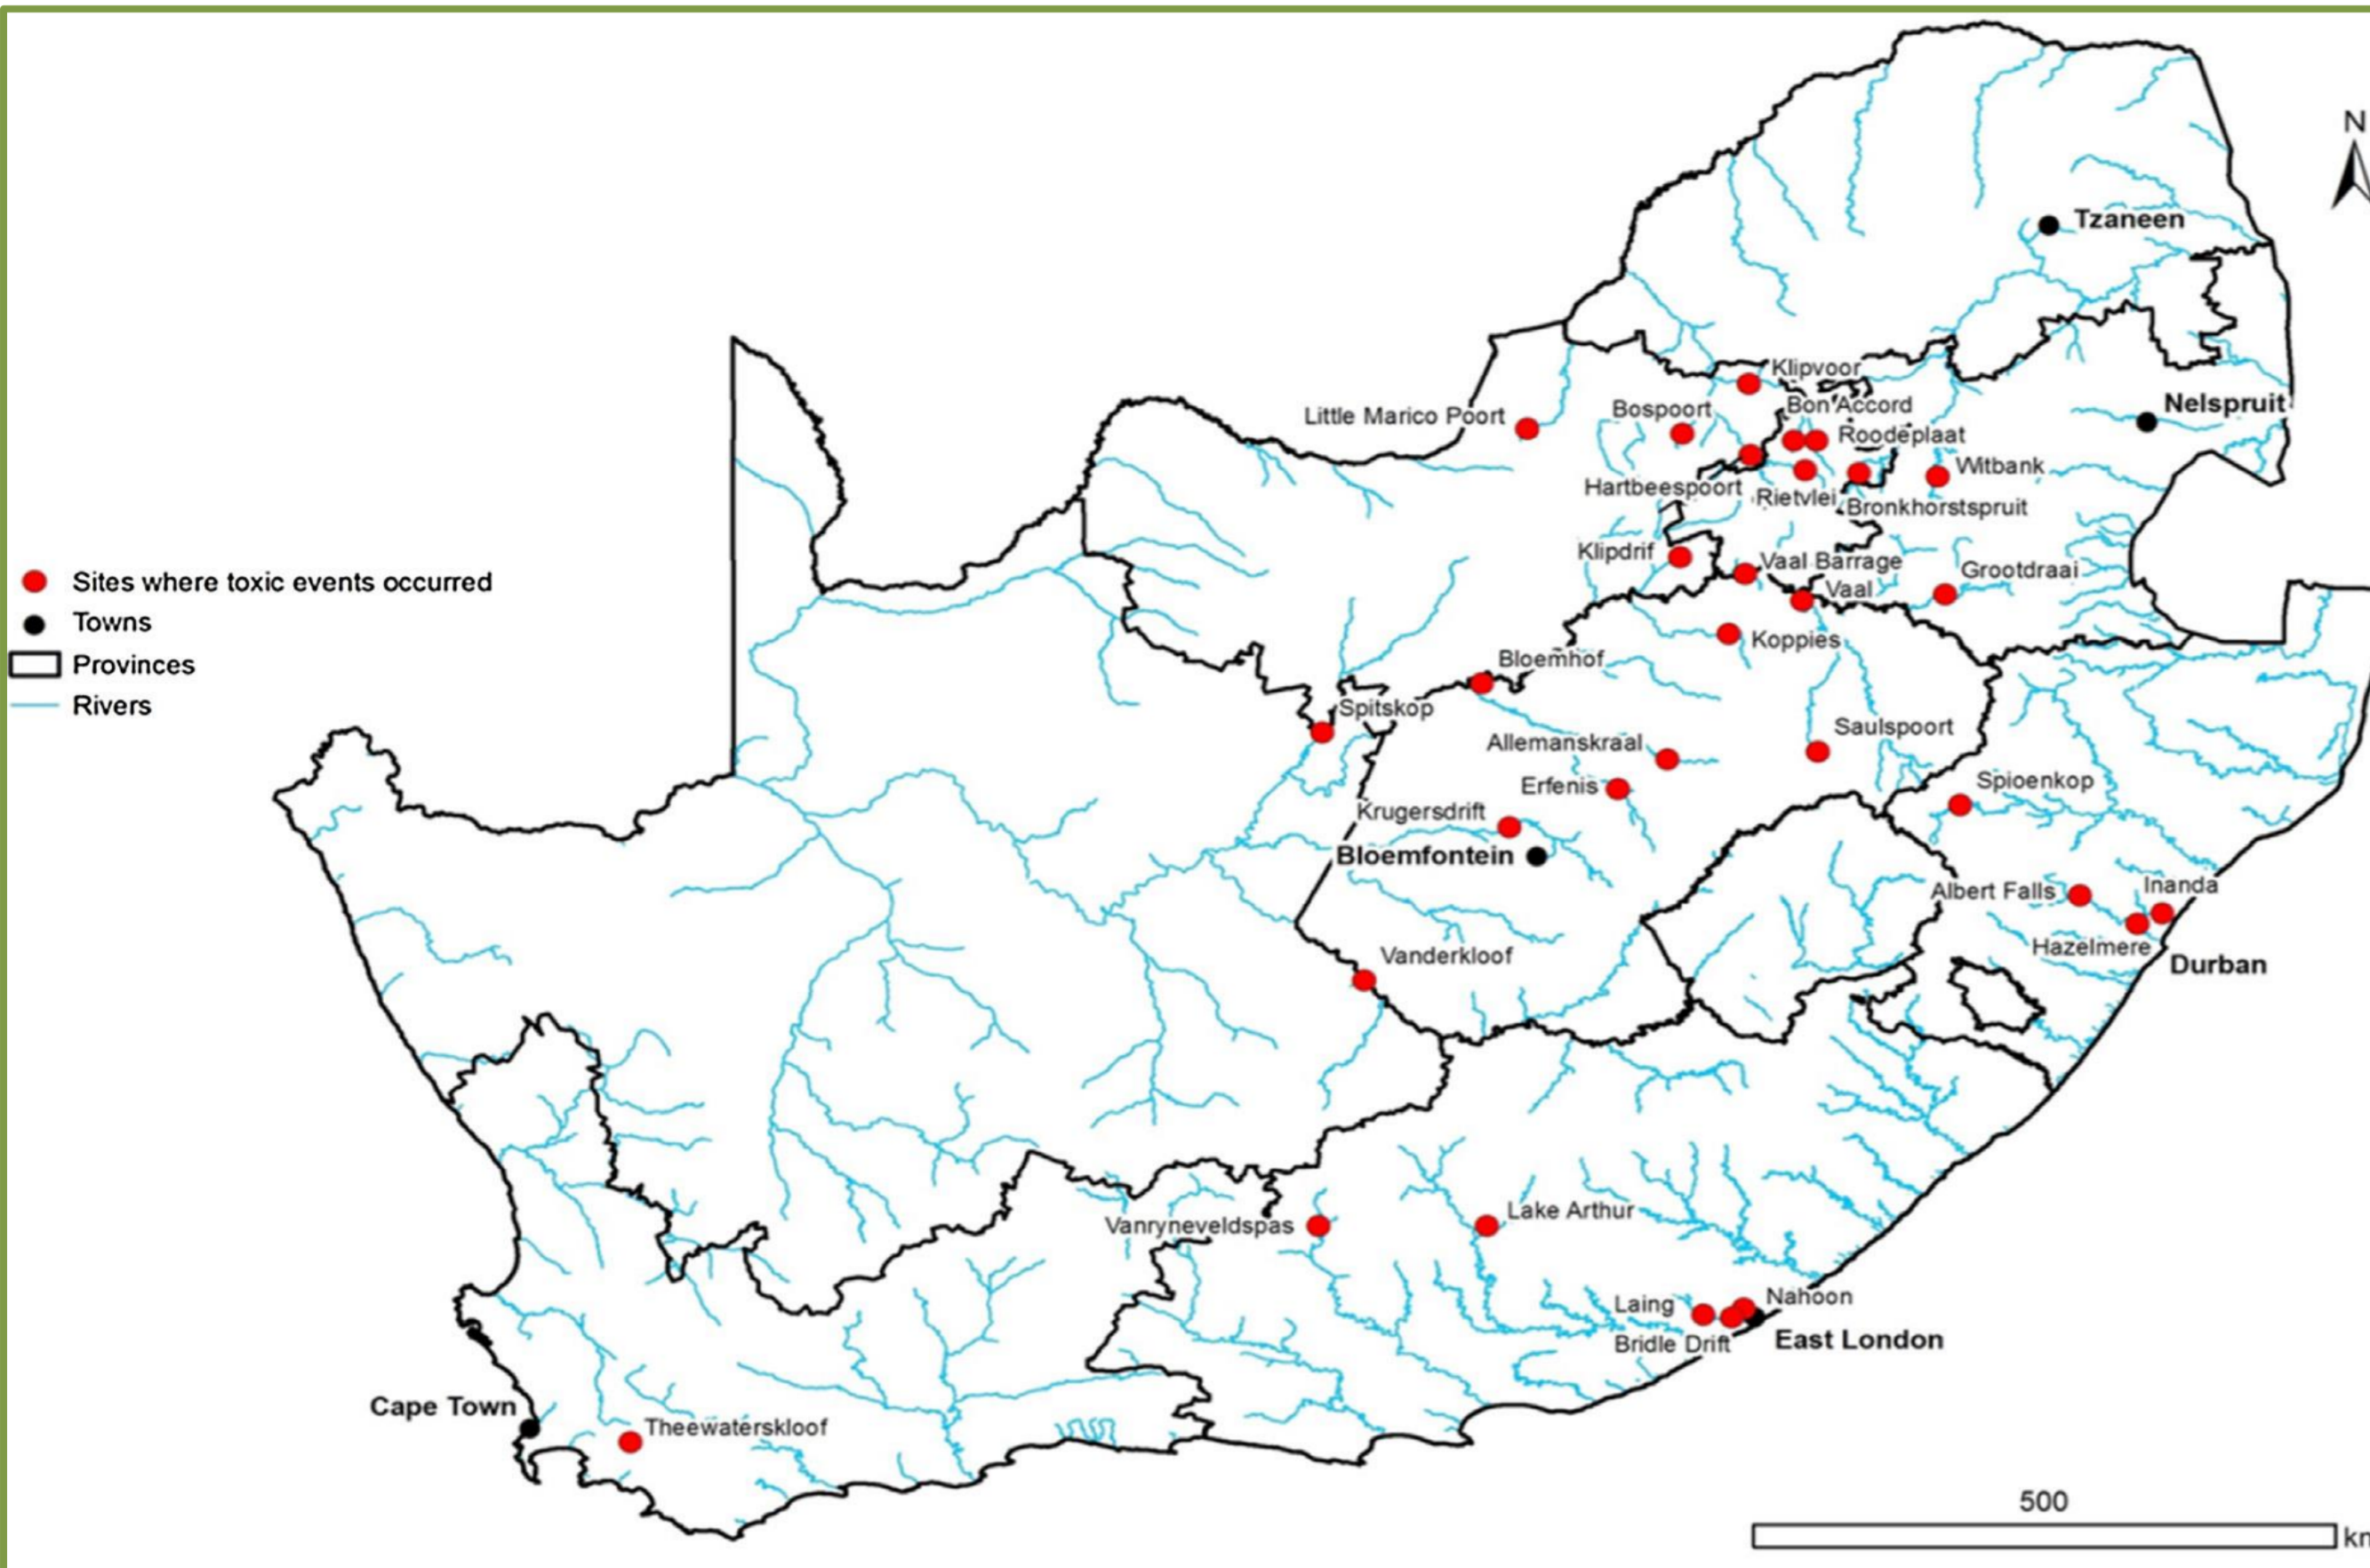 N
Tzaneen
Klipvoor
Nelspruit
Little Marico Poort
Bospoort
Bon Accord
Roodeplaat
Witbank
Hartbeespoort
Rietvlei
Bronkhorstspruit
Klipdrif
Vaal Barrage
Grootdraai
Vaal
Sites where toxic events occurred
Towns
Provinces
Rivers
Koppies
Bloemhof
Spitskop
Saulspoort
Allemanskraal
Erfenis
Spioenkop
Krugersdrift
Bloemfontein
Albert Falls
Inanda
Hazelmere
Vanderkloof
Durban
Lake Arthur
Vanryneveldspas
Laing
Nahoon
Bridle Drift
East London
Cape Town
Theewaterskloof
500
km